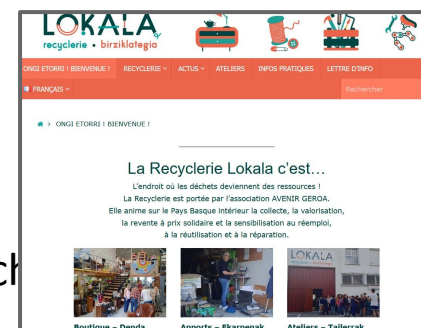 LOKALA
recyclerie • birziklategia
ONGI ETORRI ! BIENVENUE ! RECYCLERIE ACTUS ATELIERS INFOS PRATIQUES LETTRE D'INFO
FRANÇAIS Rechercher
> ONGI ETORRI ! BIENVENUE !
La Recyclerie Lokala c'est…
L'endroit où les déchets deviennent des ressources !
La Recyclerie est portée par l'association AVENIR GEROA.
Elle anime sur le Pays Basque intérieur la collecte, la valorisation,
la revente à prix solidaire et la sensibilisation au réemploi,
à la réutilisation et à la réparation.
LOKALA
Boutique – Denda Apports – Ekarpenak Ateliers – Tailerrak
ch